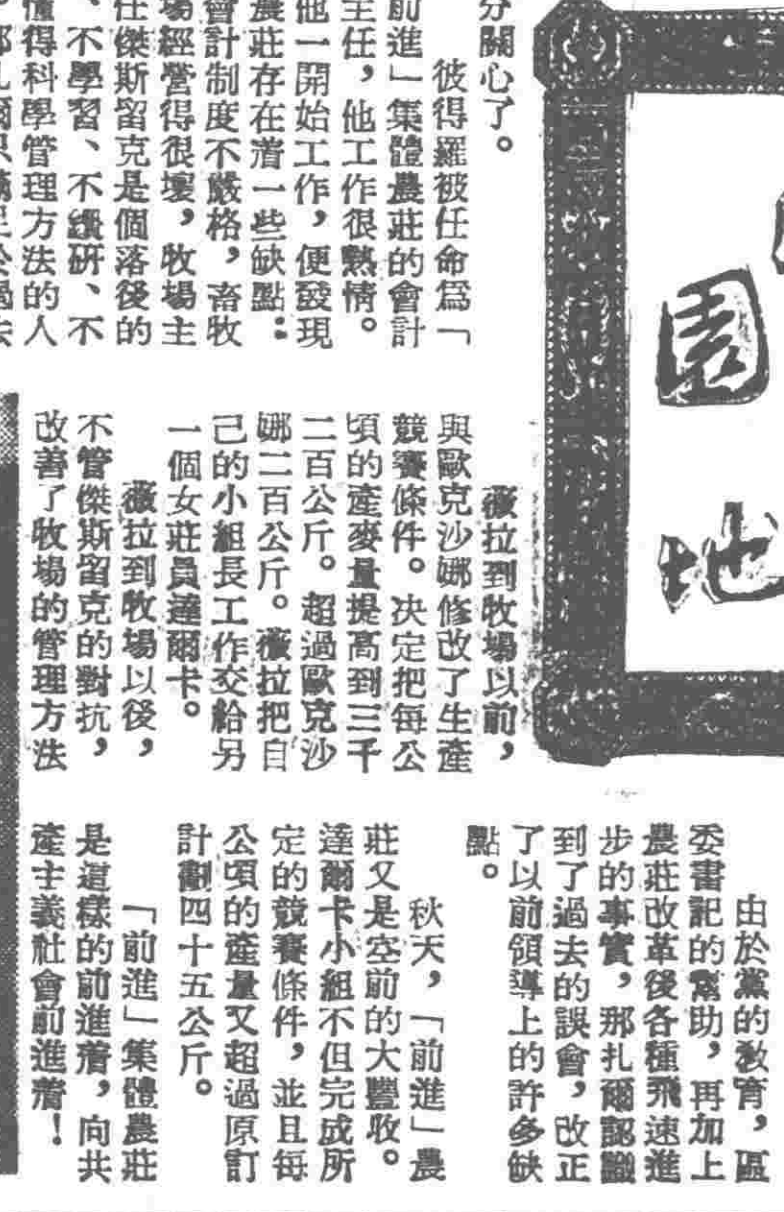 園
地
分關心了。
彼得羅被任命爲「
前進」集體農莊的會計
主任，他工作很熱情。
他一開始工作，便發現
農莊存在着一些缺點：
會計制度不嚴格，畜牧
場經營得很壞，牧場主
任傑斯留克是個落後的
、不學習、不鑽研、不
懂得科學管理方法的人
薇拉到牧場以前，
與歐克沙娜修改了生產
競賽條件。決定把每公
頃的產麥量提高到三千
二百公斤。超過歐克沙
娜二百公斤。薇拉把自
己的小組長工作交給另
一個女莊員達爾卡。
薇拉到牧場以後，
不管傑斯留克的對抗，
改善了牧場的管理方法
由於黨的教育，區
委書記的幫助，再加上
農莊改革後各種飛速進
步的事實，那扎爾認識
到了過去的誤會，改正
了以前領導上的許多缺
點。
秋天，「前進」農
莊又是空前的大豐收。
達爾卡小組不但完成所
定的競賽條件，並且每
公頃的產量又超過原訂
計劃四十五公斤。
「前進」集體農莊
是這樣的前進着，向共
產主義社會前進着！